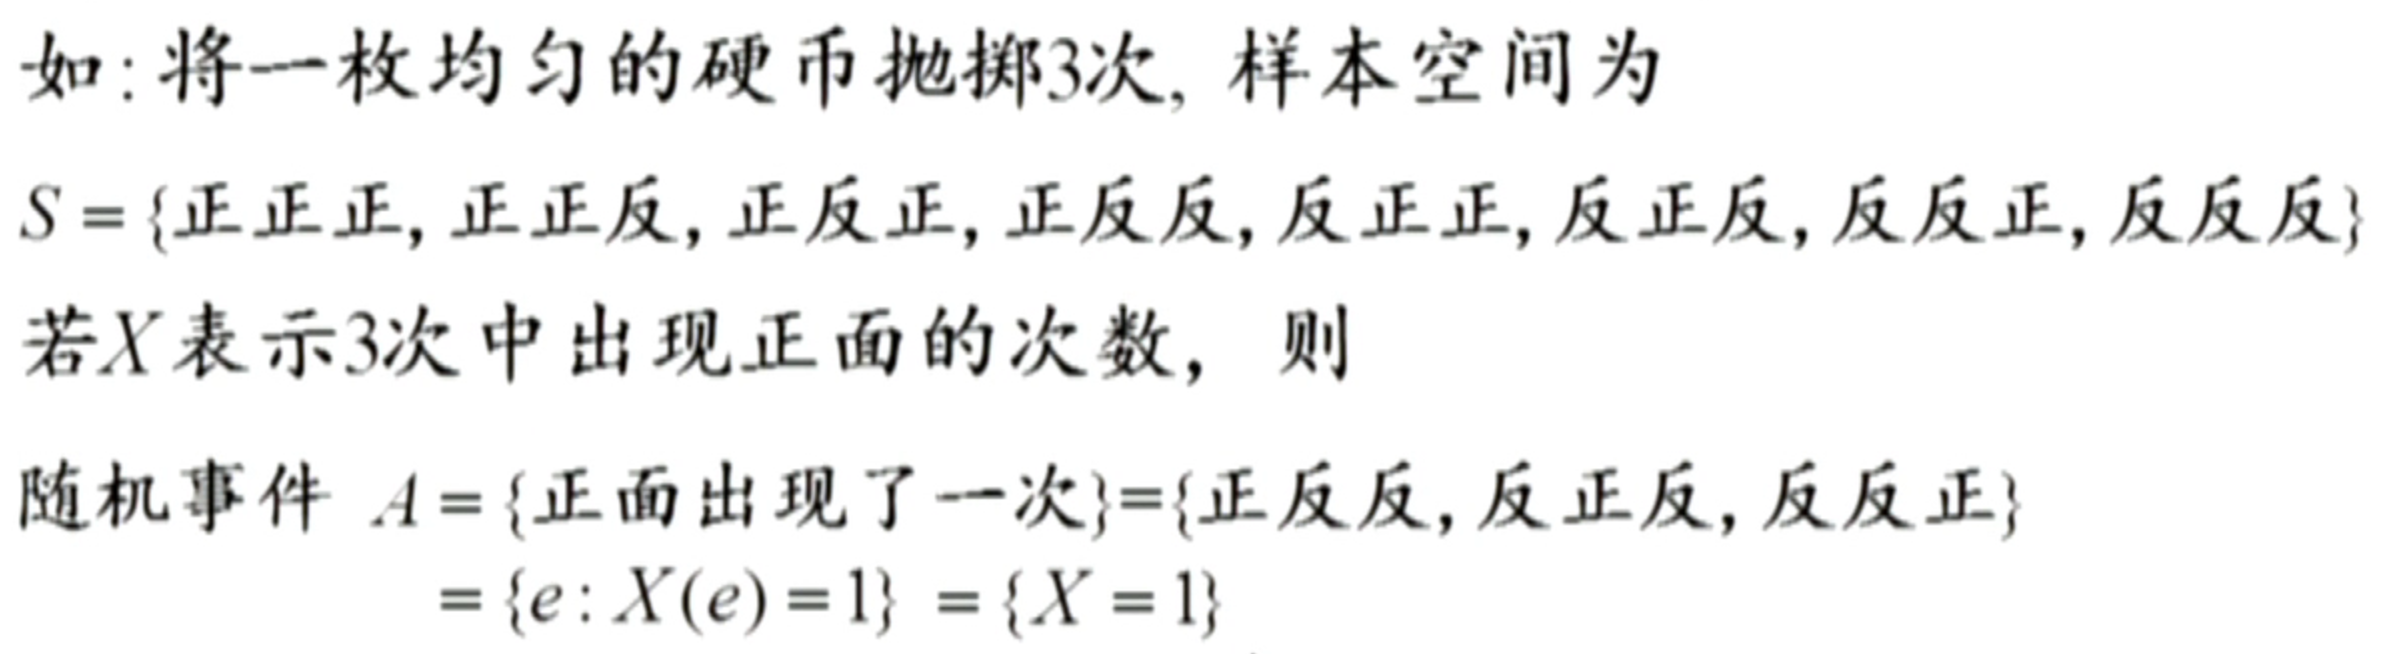 如:将一枚均匀的硬币抛掷3次, 样本空间为
S={正正正, 正正反, 正反正, 正反反, 反正正, 反正反, 反反正, 反反反}
若X表示3次中出现正面的次数, 则
随机事件 A={正面出现了一次}={正反反, 反正反, 反反正}
={e:X(e)=1} ={X=1}